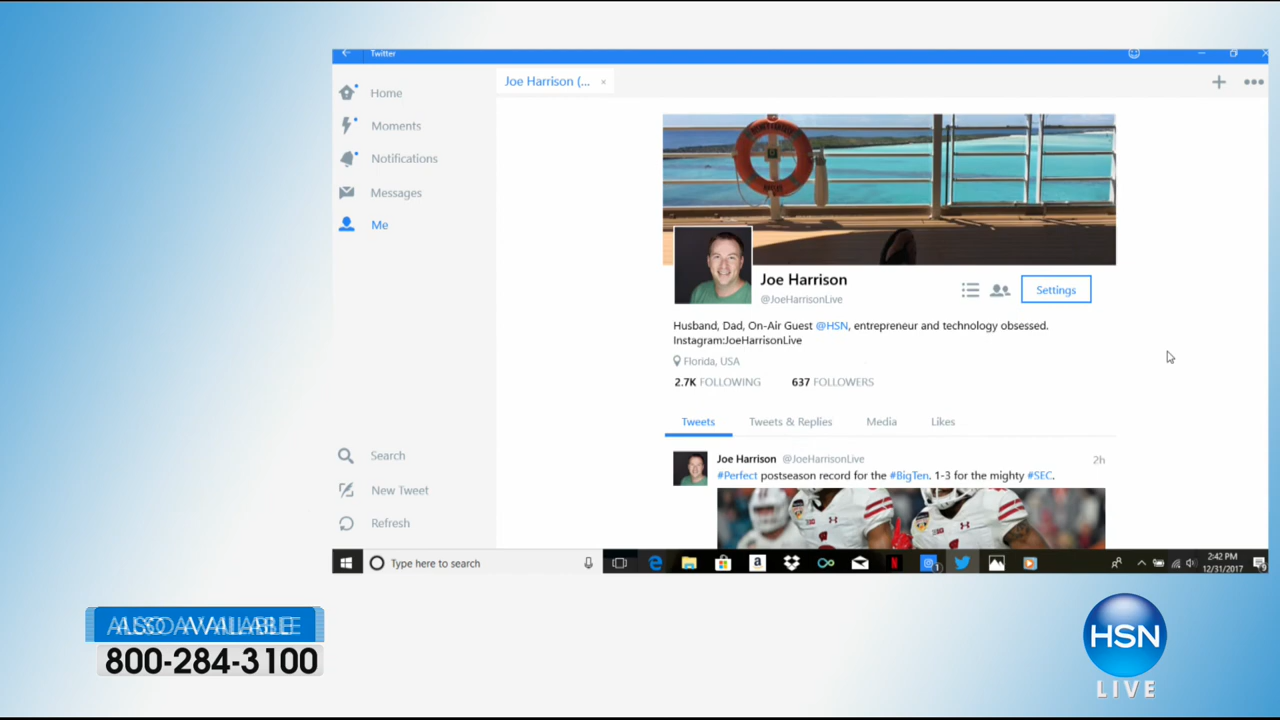 Twitter
Home
Moments
Notifications
Messages
Me
Search
New Tweet
Refresh
Joe Harrison (...
Joe Harrison
@JoeHarrisonLive
Settings
Husband, Dad, On-Air Guest @HSN, entrepreneur and technology obsessed.
Instagram:JoeHarrisonLive
Florida, USA
2.7K FOLLOWING 637 FOLLOWERS
Tweets Tweets & Replies Media Likes
Joe Harrison @JoeHarrisonLive 2h
#Perfect postseason record for the #BigTen. 1-3 for the mighty #SEC.
Type here to search
2:42 PM
12/31/2017
ALSO AVAILABLE
800-284-3100
HSN
LIVE